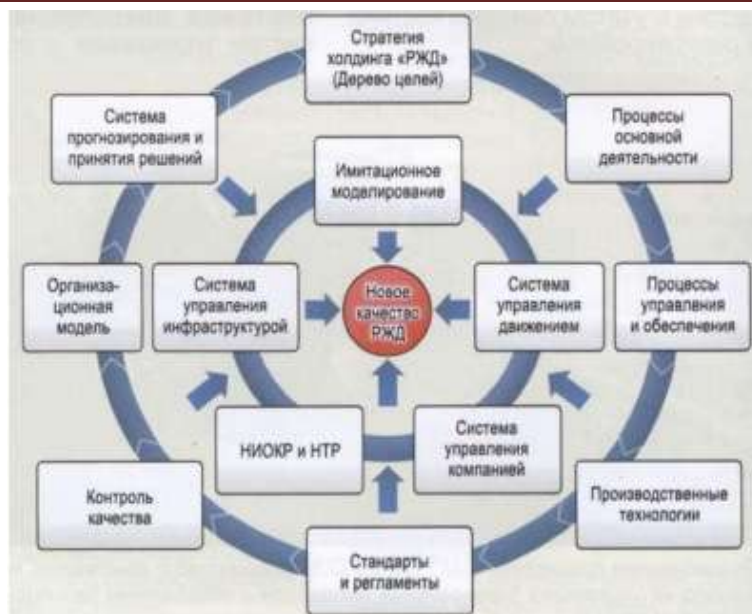 Стратегия
холдинга «РЖД»
(Дерево целей)
Система
прогнозирования и
принятия решений
Процессы
основной
деятельности
Имитационное
моделирование
Организа-
ционная
модель
Система
управления
инфраструктурой
Новое
качество
РЖД
Система
управления
движением
Процессы
управления
и обеспечения
НИОКР и НТР
Система
управления
компанией
Контроль
качества
Производственные
технологии
Стандарты
и регламенты